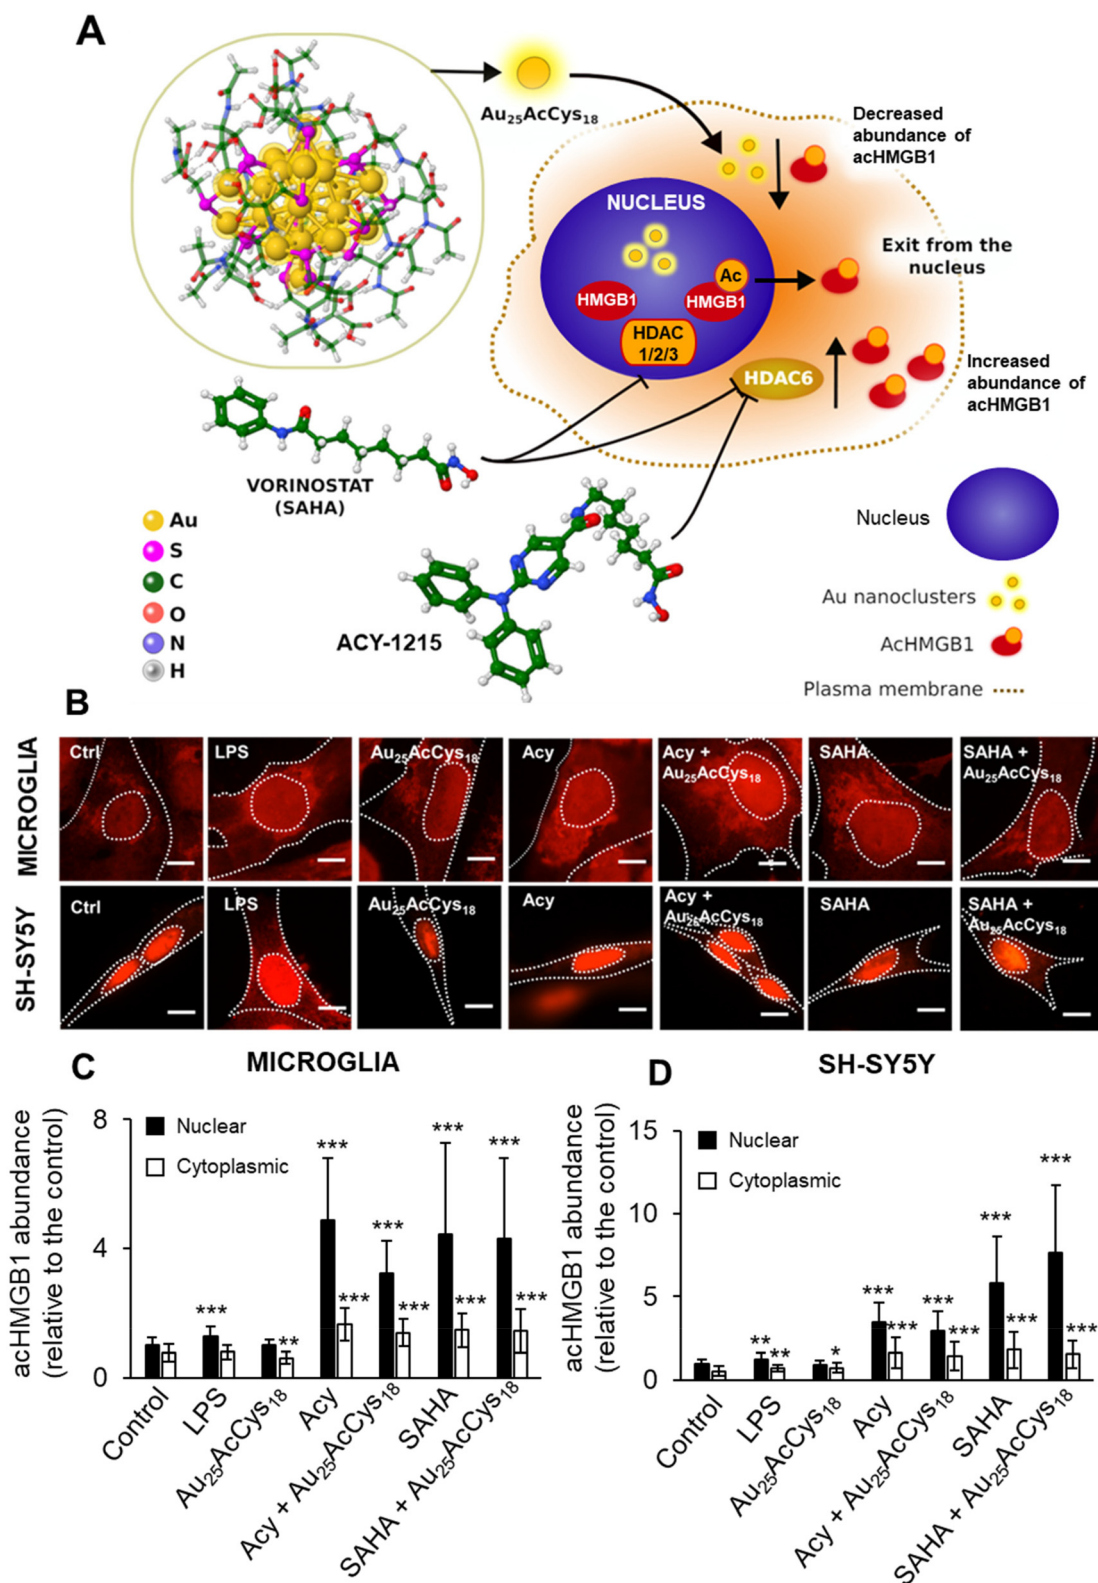 A
Au₂₅AcCys₁₈
Decreased
abundance of
acHMGB1
NUCLEUS
Exit from the
nucleus
Ac
HMGB1
HMGB1
HDAC
1/2/3
HDAC6
Increased
abundance of
acHMGB1
VORINOSTAT
(SAHA)
Au
S
C
O
N
H
ACY-1215
Nucleus
Au nanoclusters
AcHMGB1
Plasma membrane
B
MICROGLIA
Ctrl
LPS
Au₂₅AcCys₁₈
Acy
Acy +
Au₂₅AcCys₁₈
SAHA
SAHA +
Au₂₅AcCys₁₈
SH-SY5Y
Ctrl
LPS
Au₂₅AcCys₁₈
Acy
Acy +
Au₂₅AcCys₁₈
SAHA
SAHA +
Au₂₅AcCys₁₈
C
MICROGLIA
acHMGB1 abundance
(relative to the control)
8
4
0
Nuclear
Cytoplasmic
***
**
***
***
***
***
***
***
***
***
Control
LPS
Au₂₅AcCys₁₈
Acy
Acy + Au₂₅AcCys₁₈
SAHA
SAHA + Au₂₅AcCys₁₈
D
SH-SY5Y
acHMGB1 abundance
(relative to the control)
15
10
5
0
Nuclear
Cytoplasmic
**
**
*
***
***
***
***
***
***
***
***
Control
LPS
Au₂₅AcCys₁₈
Acy
Acy + Au₂₅AcCys₁₈
SAHA
SAHA + Au₂₅AcCys₁₈